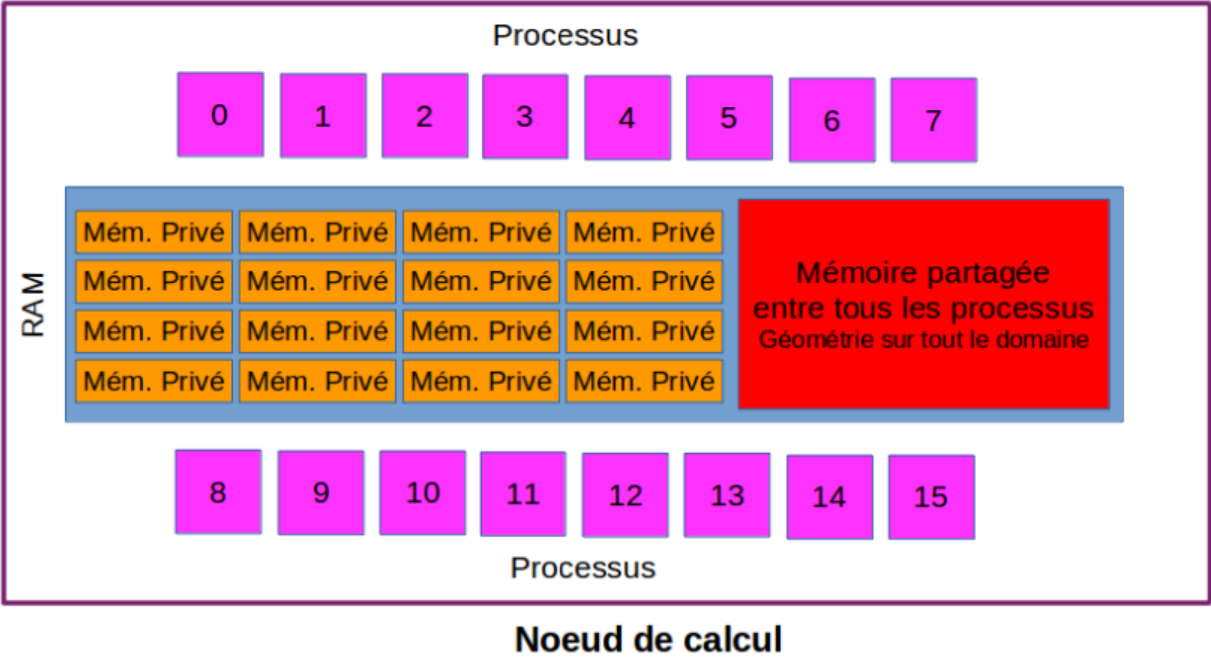 Processus
0 1 2 3 4 5 6 7
RAM
Mém. Privé Mém. Privé Mém. Privé Mém. Privé
Mém. Privé Mém. Privé Mém. Privé Mém. Privé
Mém. Privé Mém. Privé Mém. Privé Mém. Privé
Mém. Privé Mém. Privé Mém. Privé Mém. Privé
Mémoire partagée
entre tous les processus
Géométrie sur tout le domaine
8 9 10 11 12 13 14 15
Processus
Noeud de calcul